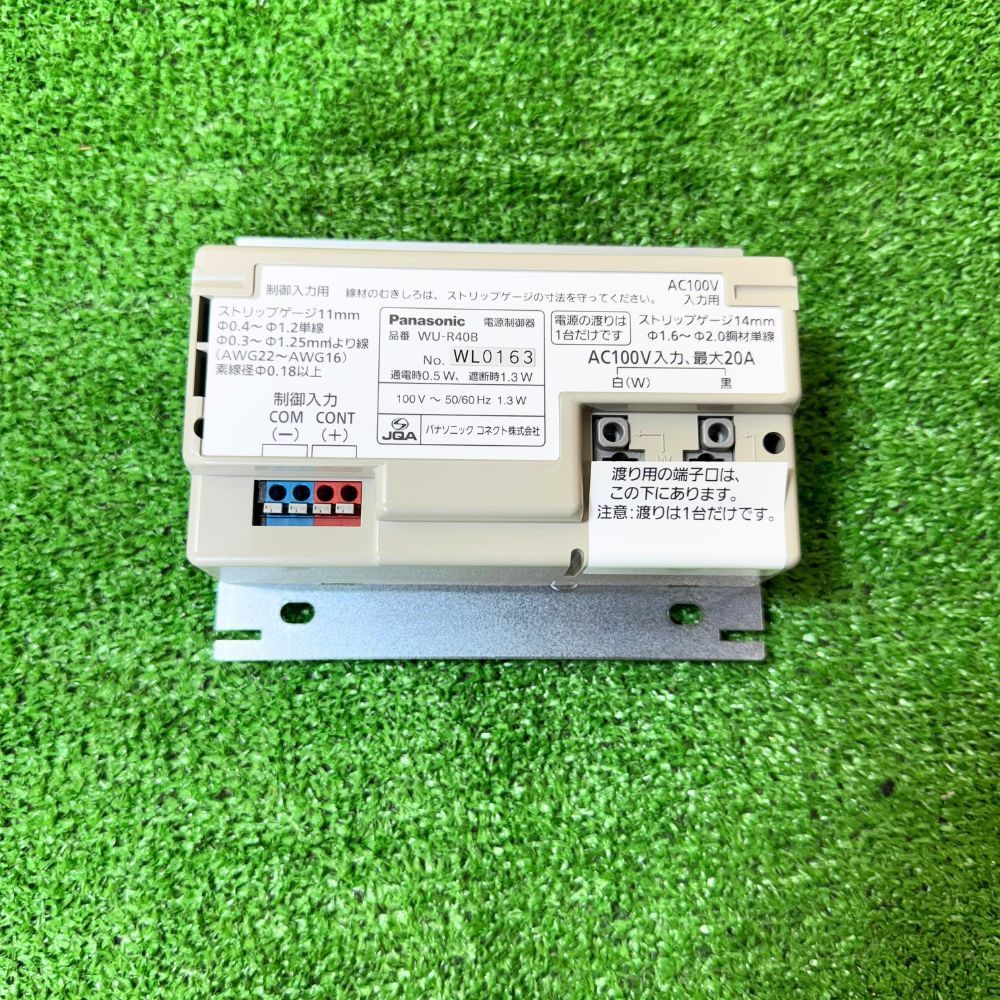 制御入力用 線材のむきしろは、ストリップゲージの寸法を守ってください。
AC100V
入力用
ストリップゲージ11mm
Φ0.4～Φ1.2単線
Φ0.3～Φ1.25mm²より線
(AWG22～AWG16)
素線径Φ0.18以上
制御入力
COM CONT
(−) (+)
Panasonic 電源制御器
品番 WU-R40B
No. WL0163
通電時0.5W、遮断時1.3W
100V ～ 50/60Hz 1.3W
JQA パナソニック コネクト株式会社
電源の渡りは
1台だけです
ストリップゲージ14mm
Φ1.6～Φ2.0銅材単線
AC100V入力、最大20A
白(W) 黒
W
渡り用の端子口は、
この下にあります。
注意:渡りは1台だけです。